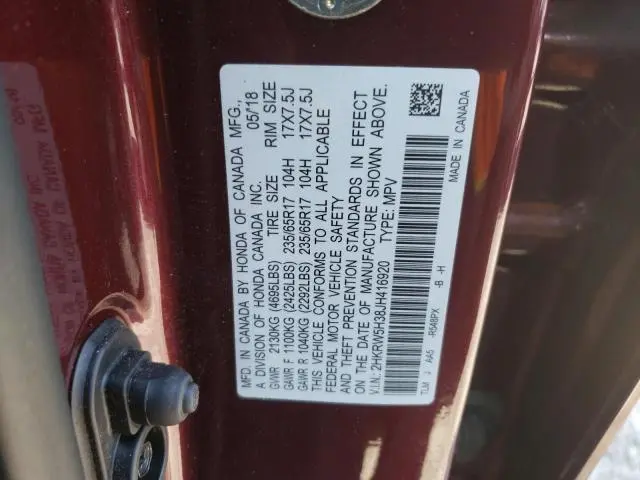 MFD. IN CANADA BY HONDA OF CANADA MFG.,
A DIVISION OF HONDA CANADA INC. 05/18
GVWR 2130KG (4695LBS) TIRE SIZE RIM SIZE
GAWR F 1100KG (2425LBS) 235/65R17 104H 17X7.5J
GAWR R 1040KG (2292LBS) 235/65R17 104H 17X7.5J
THIS VEHICLE CONFORMS TO ALL APPLICABLE
FEDERAL MOTOR VEHICLE SAFETY
AND THEFT PREVENTION STANDARDS IN EFFECT
ON THE DATE OF MANUFACTURE SHOWN ABOVE.
V.I.N.: 2HKRW5H38JH416920 TYPE: MPV
TLM J AA5 -R548PX -B -H
MADE IN CANADA